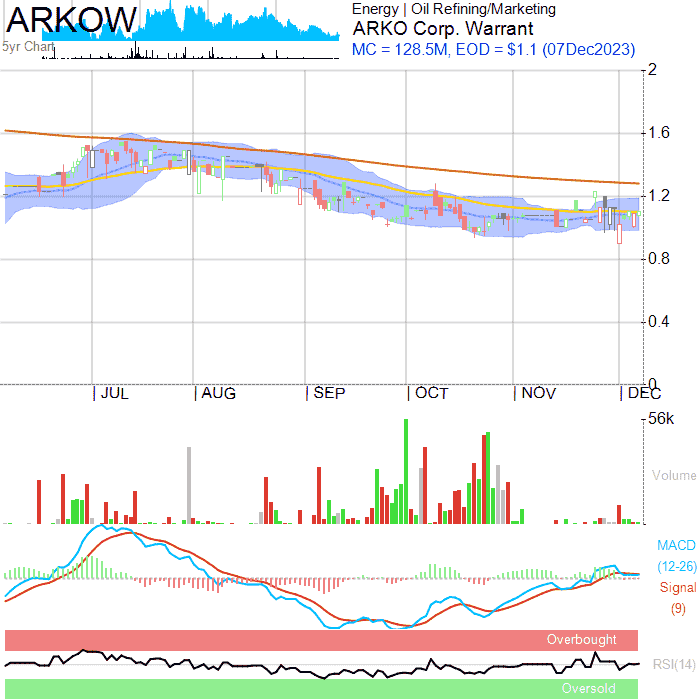 ARKOW
5yr Chart
Energy | Oil Refining/Marketing
ARKO Corp. Warrant
MC = 128.5M, EOD = $1.1 (07Dec2023)
2
1.6
1.2
0.8
0.4
0
JUL AUG SEP OCT NOV DEC
56k
Volume
MACD
(12-26)
Signal
(9)
Overbought
RSI(14)
Oversold